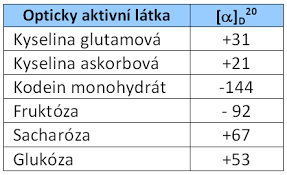 Opticky aktivní látka [α]D²⁰
Kyselina glutamová +31
Kyselina askorbová +21
Kodein monohydrát -144
Fruktóza - 92
Sacharóza +67
Glukóza +53